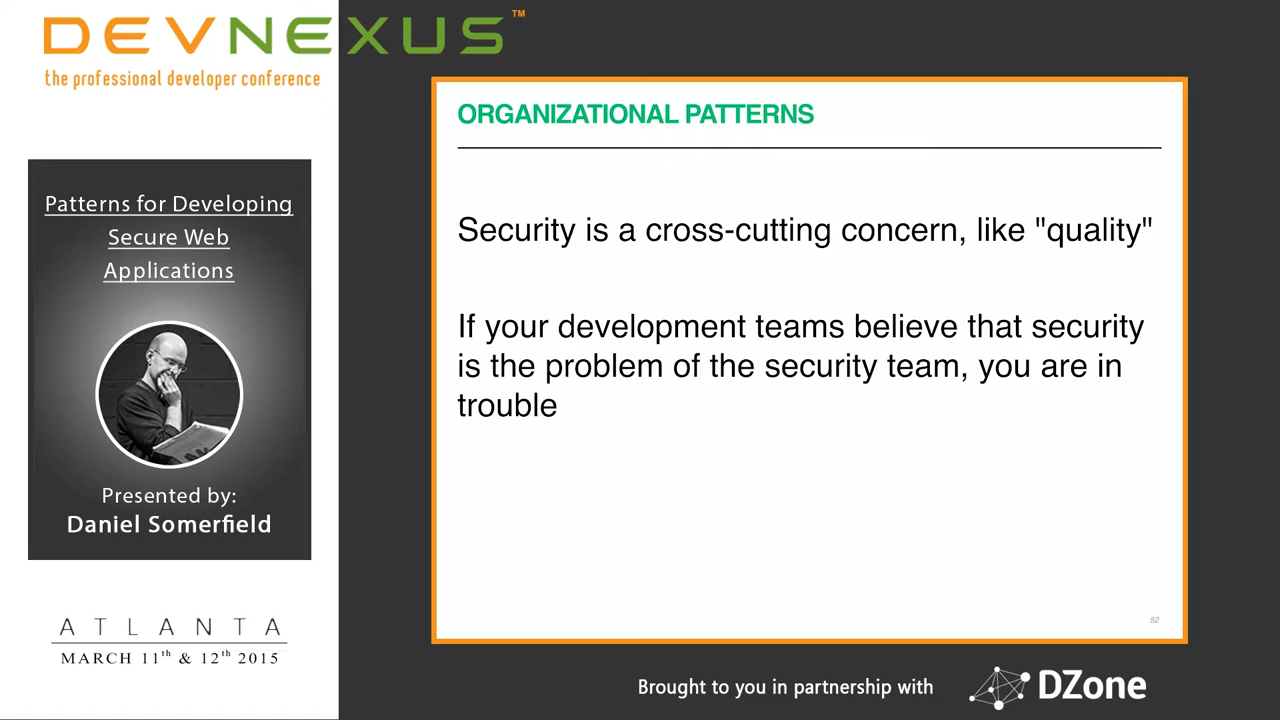 DEVNEXUS™
the professional developer conference
Patterns for Developing
Secure Web
Applications
Presented by:
Daniel Somerfield
ATLANTA
MARCH 11th & 12th 2015
ORGANIZATIONAL PATTERNS
Security is a cross-cutting concern, like "quality"
If your development teams believe that security
is the problem of the security team, you are in
trouble
52
Brought to you in partnership with
DZone